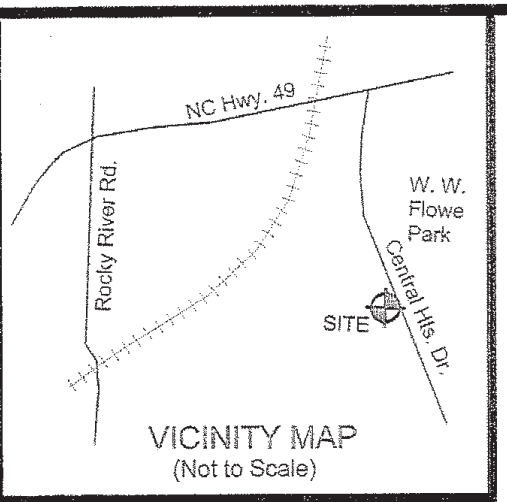 NC Hwy. 49
Rocky River Rd.
W. W.
Flowe
Park
Central Hts. Dr.
SITE
VICINITY MAP
(Not to Scale)